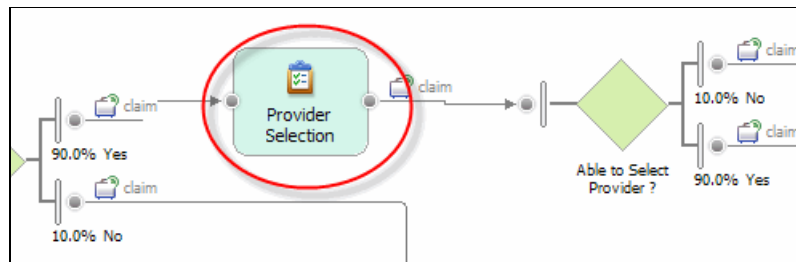 claim
90.0% Yes
claim
10.0% No
Provider
Selection
claim
Able to Select
Provider ?
claim
10.0% No
claim
90.0% Yes